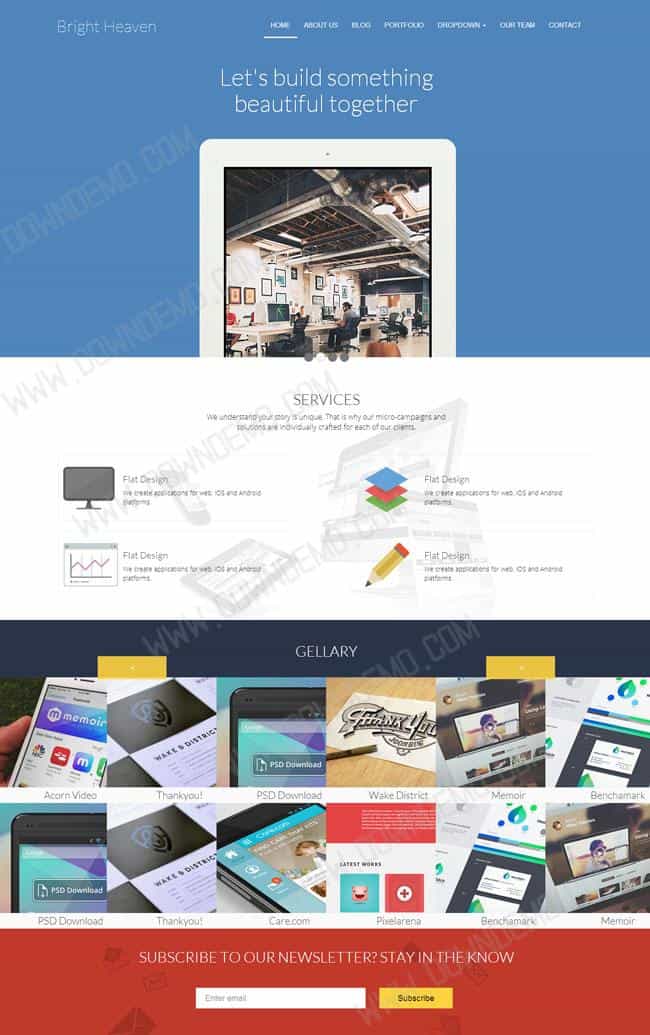 Bright Heaven
HOME ABOUT US BLOG PORTFOLIO DROPDOWN OUR TEAM CONTACT
Let's build something
beautiful together
SERVICES
We understand your story is unique. That is why our micro-campaigns and
solutions are individually crafted for each of our clients.
Flat Design
We create applications for web, iOS and Android
platforms.
Flat Design
We create applications for web, iOS and Android
platforms.
Flat Design
We create applications for web, iOS and Android
platforms.
Flat Design
We create applications for web, iOS and Android
platforms.
GELLARY
memoir
WAKE & DISTRICT
PSD Download
THANK YOU
Acorn Video
Thankyou!
PSD Download
Wake District
Memoir
Benchamark
PSD Download
WAKE & DISTRICT
CARE.COM
LATEST WORKS
PSD Download
Thankyou!
Care.com
Pixelarena
Benchamark
Memoir
SUBSCRIBE TO OUR NEWSLETTER? STAY IN THE KNOW
Enter email
Subscribe
WWW.DOWNDEMO.COM
WWW.DOWNDEMO.COM
WWW.DOWNDEMO.COM